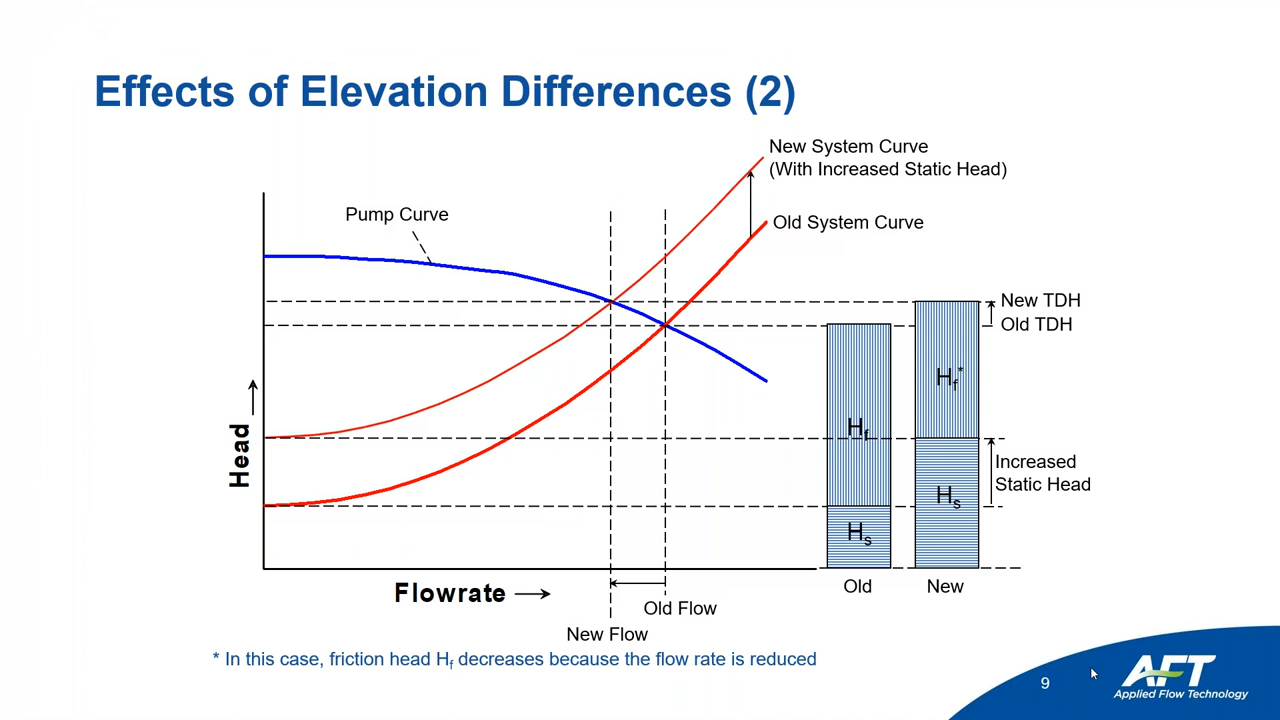 Effects of Elevation Differences (2)
New System Curve
(With Increased Static Head)
Pump Curve
Old System Curve
New TDH
Old TDH
Hf*
Hf
Head
Increased
Static Head
Hs
Hs
Old
New
Flowrate
Old Flow
New Flow
* In this case, friction head Hf decreases because the flow rate is reduced
9
AFT
Applied Flow Technology